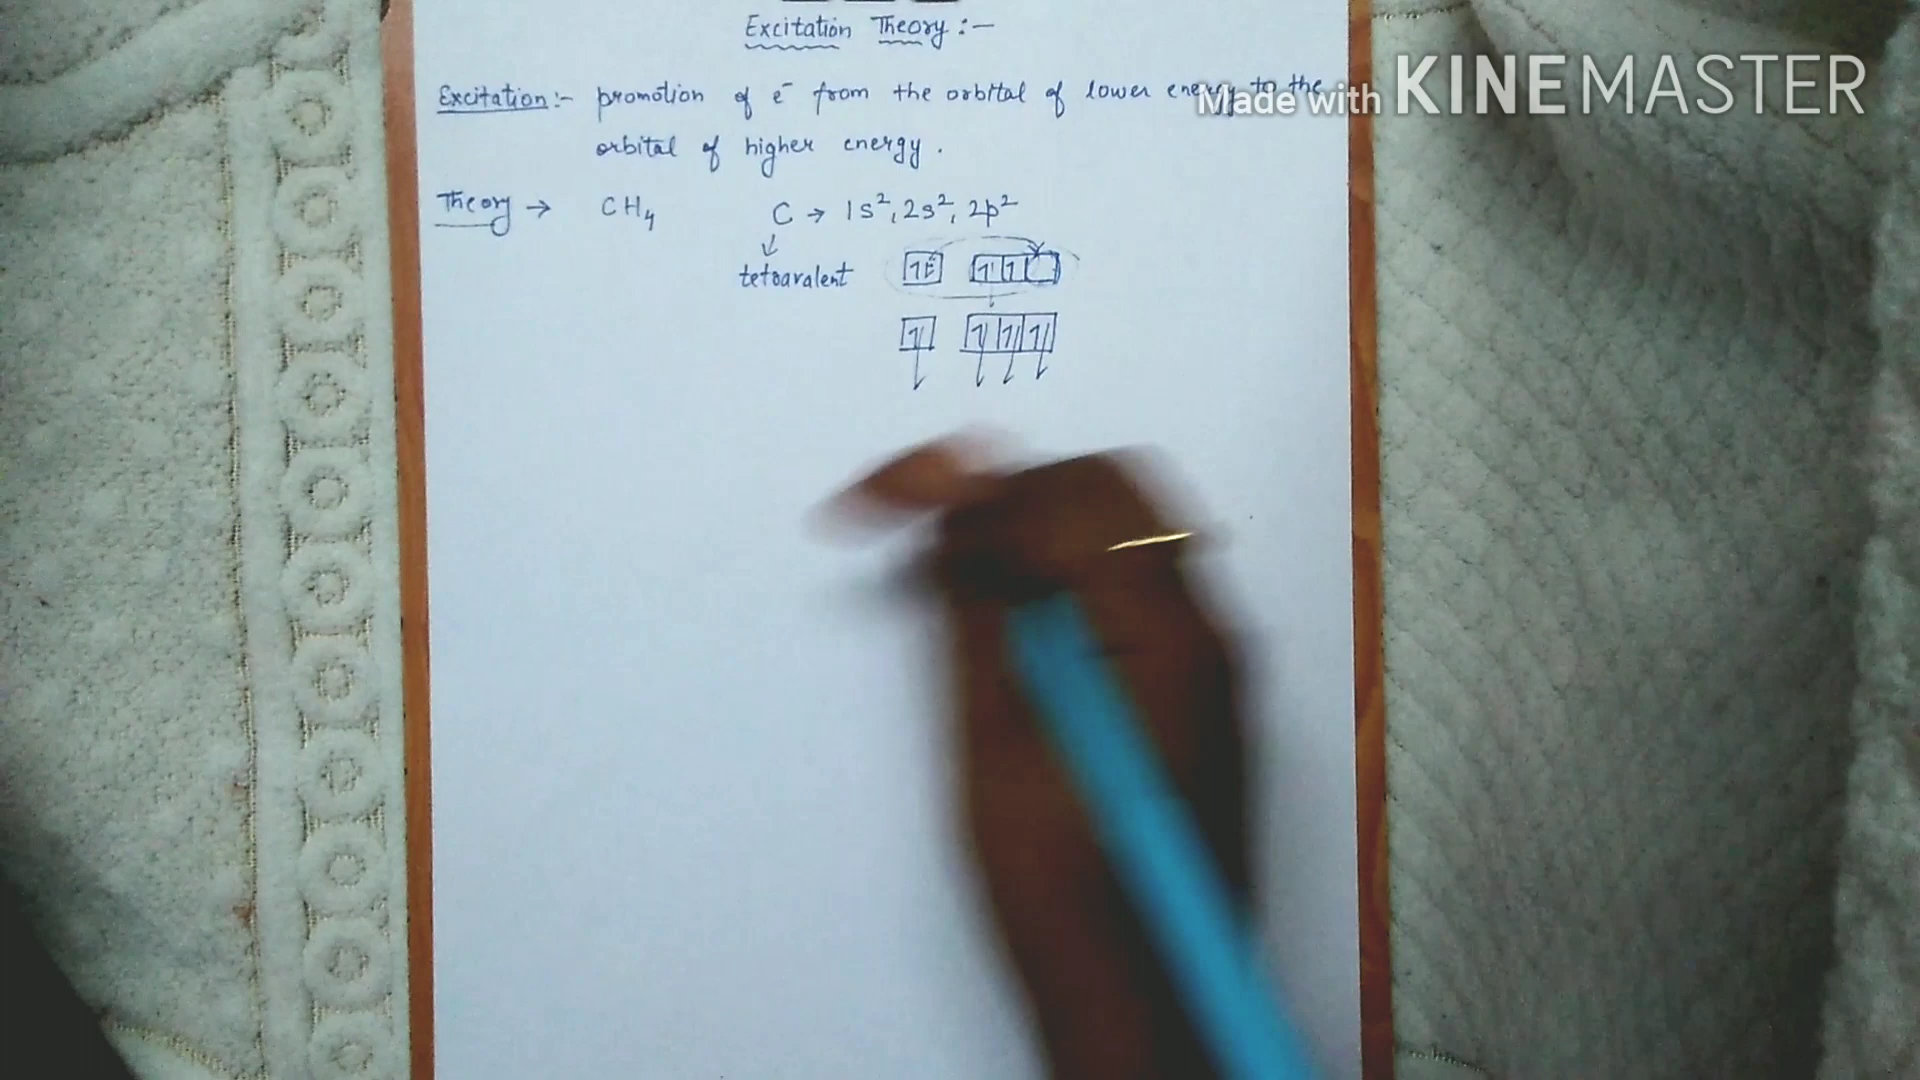 Excitation Theory :-
Excitation :- promotion of e⁻ from the orbital of lower energy to the
Made with KINEMASTER
orbital of higher energy.
Theory → CH₄ C → 1s², 2s², 2p²
↓
tetravalent